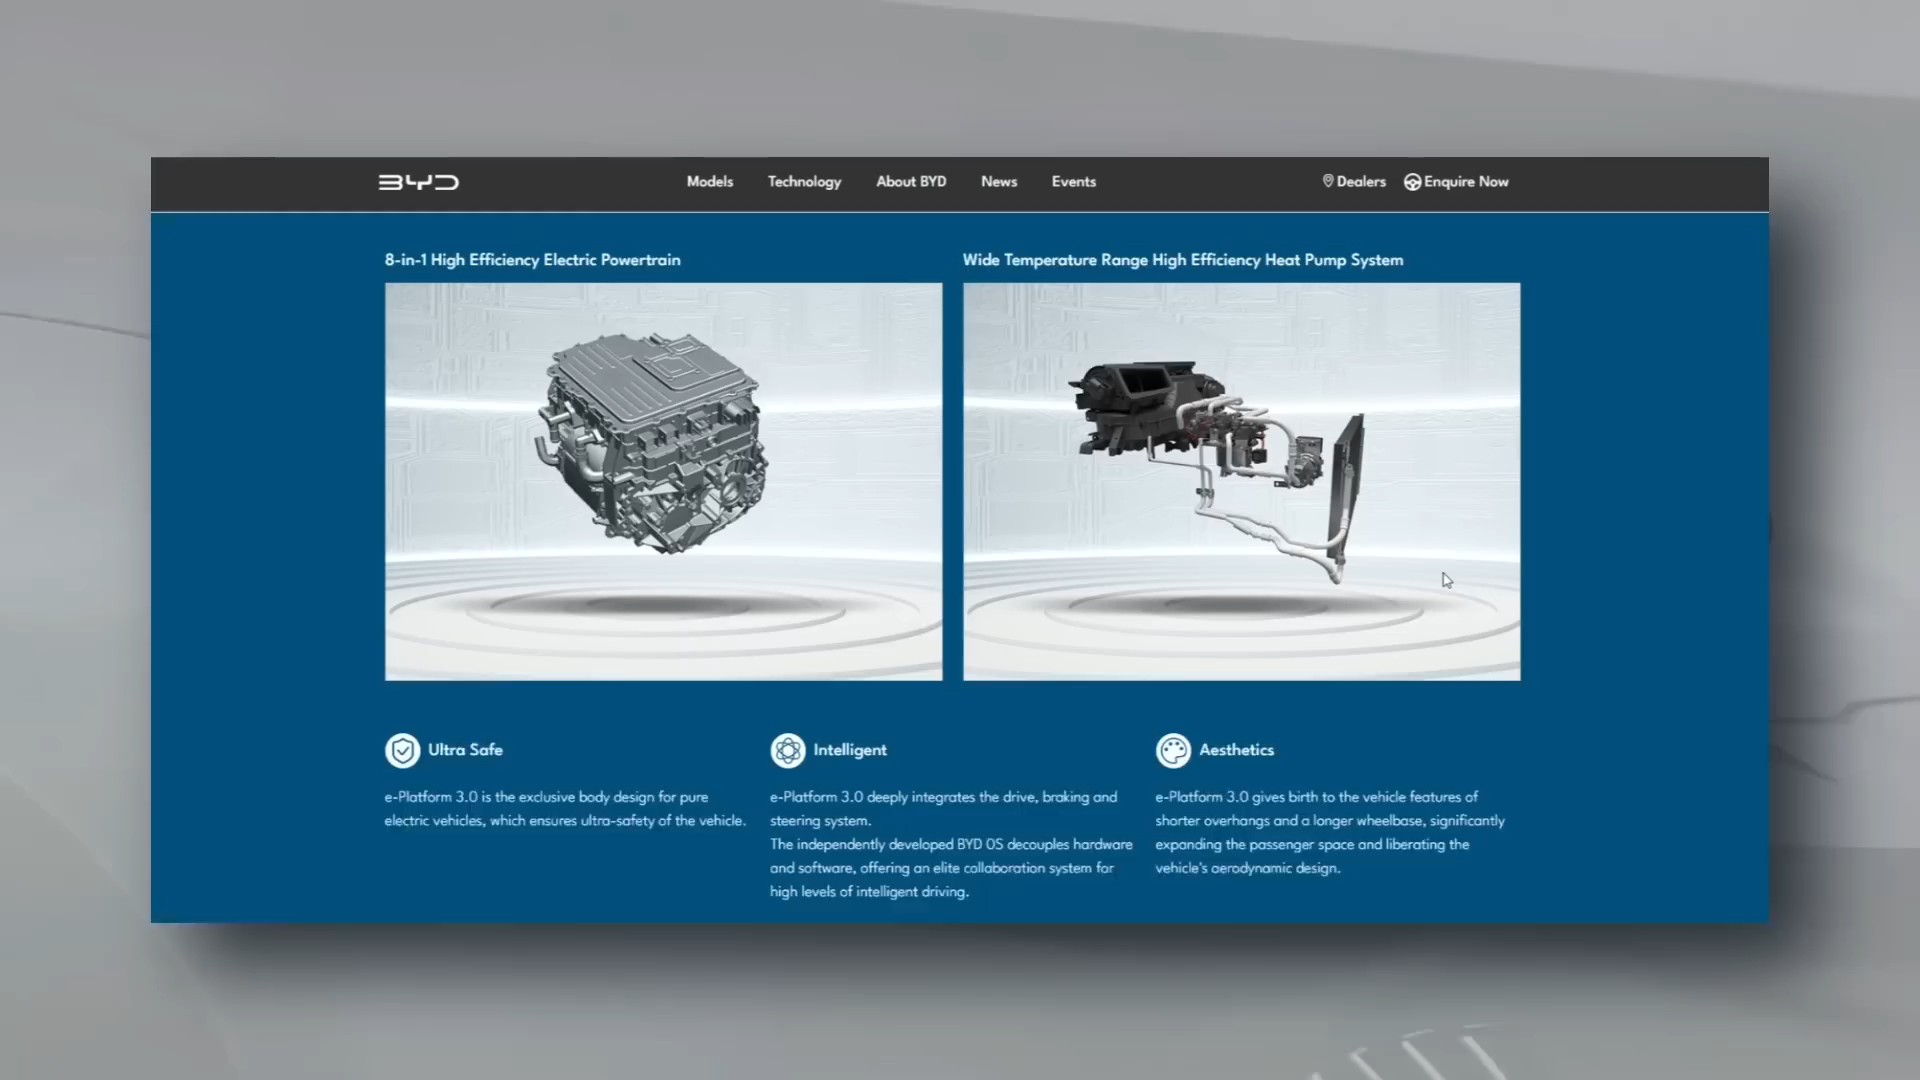 BYD
Models Technology About BYD News Events
Dealers Enquire Now
8-in-1 High Efficiency Electric Powertrain
Wide Temperature Range High Efficiency Heat Pump System
Ultra Safe
e-Platform 3.0 is the exclusive body design for pure
electric vehicles, which ensures ultra-safety of the vehicle.
Intelligent
e-Platform 3.0 deeply integrates the drive, braking and
steering system.
The independently developed BYD OS decouples hardware
and software, offering an elite collaboration system for
high levels of intelligent driving.
Aesthetics
e-Platform 3.0 gives birth to the vehicle features of
shorter overhangs and a longer wheelbase, significantly
expanding the passenger space and liberating the
vehicle's aerodynamic design.